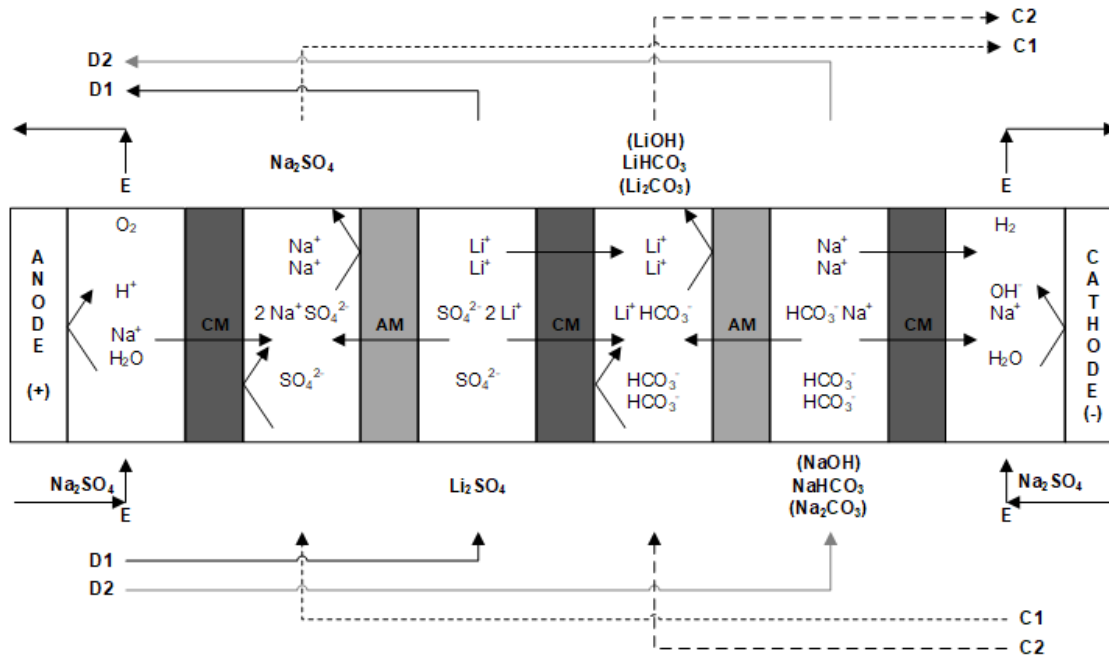 C2
C1
D2
D1
(LiOH)
LiHCO₃
(Li₂CO₃)
Na₂SO₄
E
E
ANODE (+)
O₂
H⁺
Na⁺
H₂O
CM
Na⁺
Na⁺
2 Na⁺ SO₄²⁻
SO₄²⁻
AM
Li⁺
Li⁺
SO₄²⁻ 2 Li⁺
SO₄²⁻
CM
Li⁺
Li⁺
Li⁺ HCO₃⁻
HCO₃⁻
HCO₃⁻
AM
Na⁺
Na⁺
HCO₃⁻ Na⁺
HCO₃⁻
HCO₃⁻
CM
H₂
OH⁻
Na⁺
H₂O
CATHODE (-)
Na₂SO₄
E
Li₂SO₄
(NaOH)
NaHCO₃
(Na₂CO₃)
Na₂SO₄
E
D1
D2
C1
C2